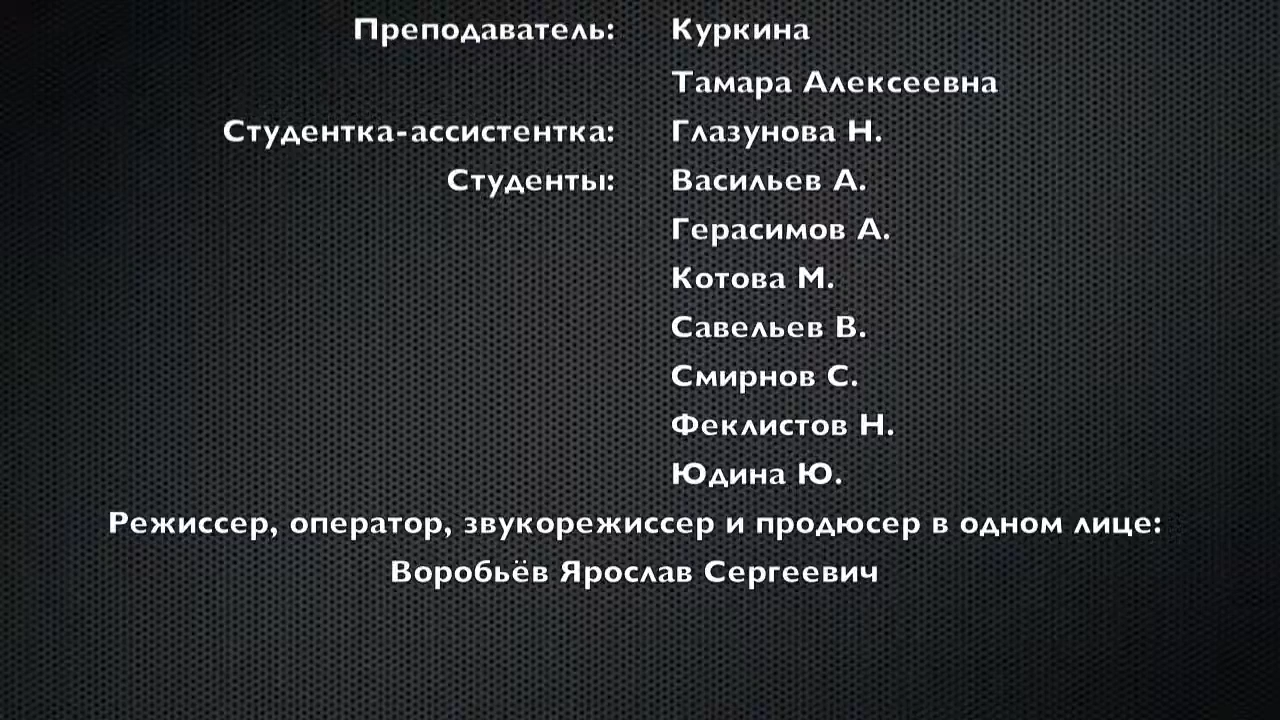 Преподаватель: Куркина
Тамара Алексеевна
Студентка-ассистентка: Глазунова Н.
Студенты: Васильев А.
Герасимов А.
Котова М.
Савельев В.
Смирнов С.
Феклистов Н.
Юдина Ю.
Режиссер, оператор, звукорежиссер и продюсер в одном лице:
Воробьёв Ярослав Сергеевич